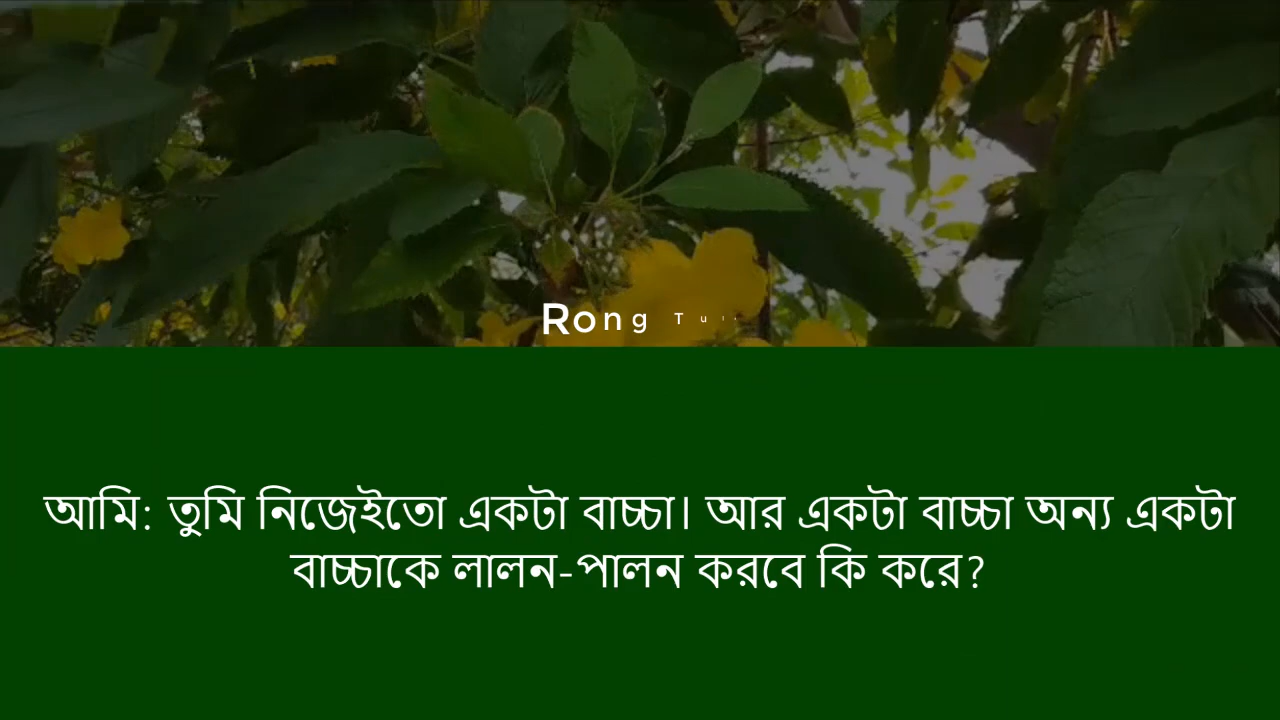 Rong
আমি: তুমি নিজেইতো একটা বাচ্চা। আর একটা বাচ্চা অন্য একটা
বাচ্চাকে লালন-পালন করবে কি করে?